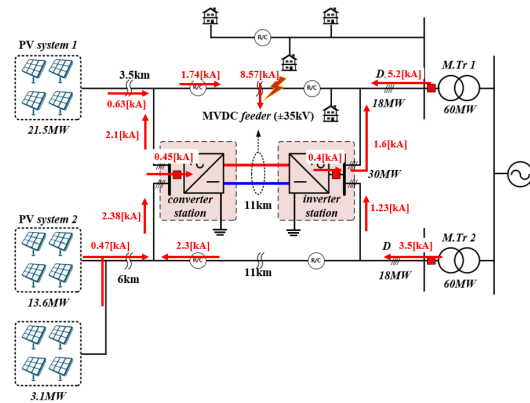 R/C
PV system 1
3.5km
1.74[kA]
8.57[kA]
D
5.2[kA]
M.Tr 1
R/C
R/C
0.63[kA]
MVDC feeder (±35kV)
18MW
60MW
21.5MW
2.1[kA]
1.6[kA]
0.45[kA]
0.4[kA]
30MW
converter
station
11km
inverter
station
PV system 2
2.38[kA]
1.23[kA]
0.47[kA]
2.3[kA]
D
3.5[kA]
M.Tr 2
R/C
R/C
6km
11km
18MW
60MW
13.6MW
3.1MW